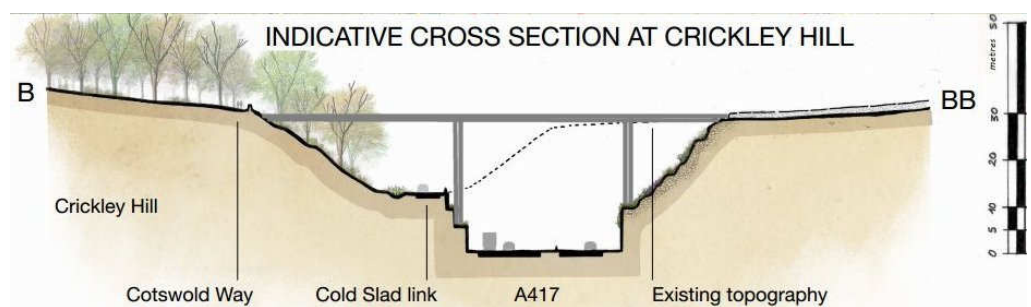 INDICATIVE CROSS SECTION AT CRICKLEY HILL
B
BB
Crickley Hill
Cotswold Way
Cold Slad link
A417
Existing topography
50
metres
30
20
10
5
0